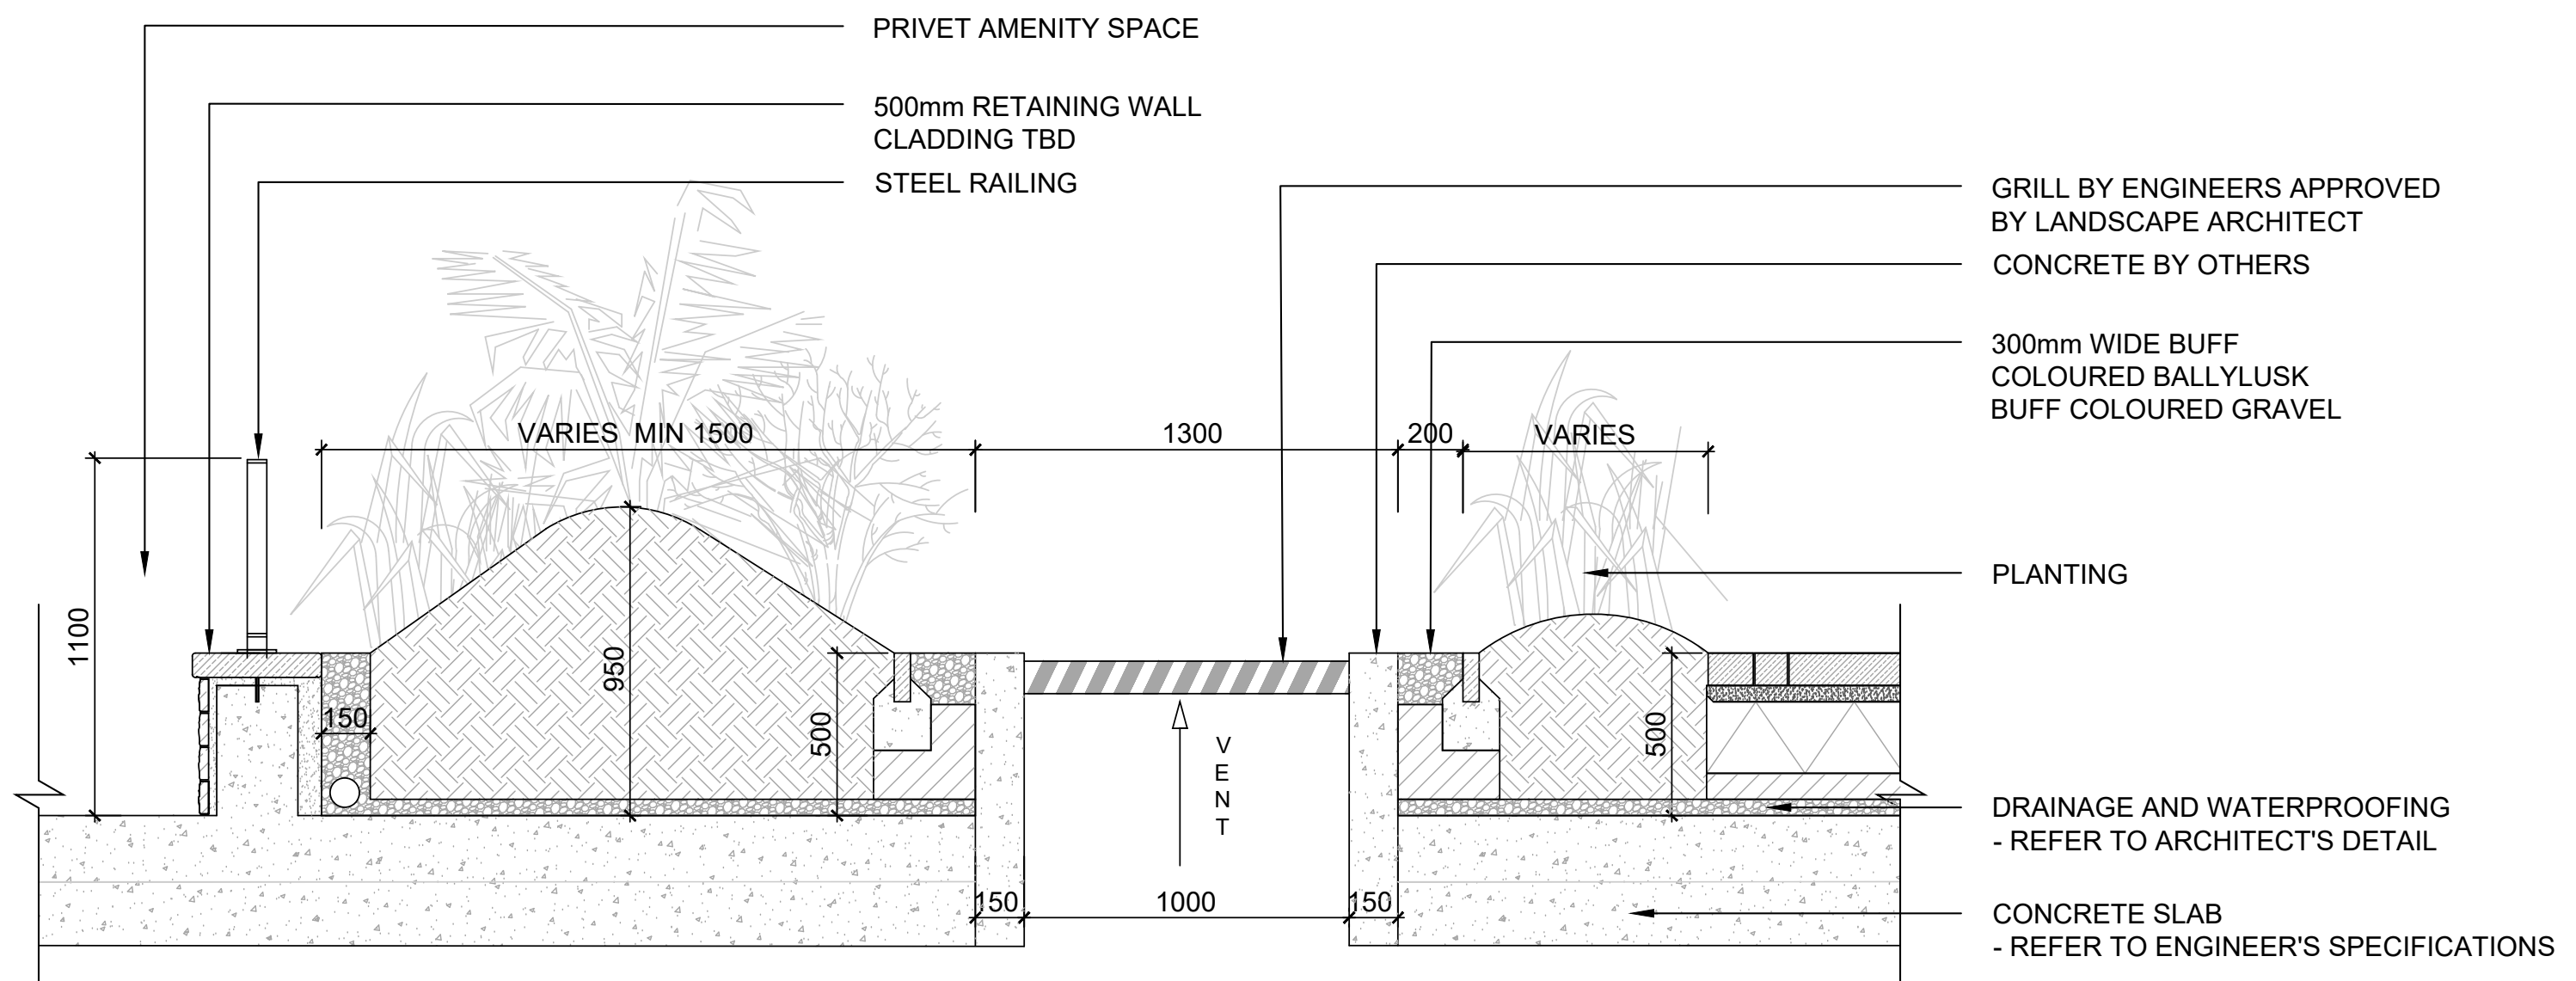 PRIVET AMENITY SPACE
500mm RETAINING WALL
CLADDING TBD
STEEL RAILING
GRILL BY ENGINEERS APPROVED
BY LANDSCAPE ARCHITECT
CONCRETE BY OTHERS
300mm WIDE BUFF
COLOURED BALLYLUSK
BUFF COLOURED GRAVEL
VARIES MIN 1500
1300
200
VARIES
PLANTING
1100
950
150
500
VENT
500
DRAINAGE AND WATERPROOFING
- REFER TO ARCHITECT'S DETAIL
150
1000
150
CONCRETE SLAB
- REFER TO ENGINEER'S SPECIFICATIONS